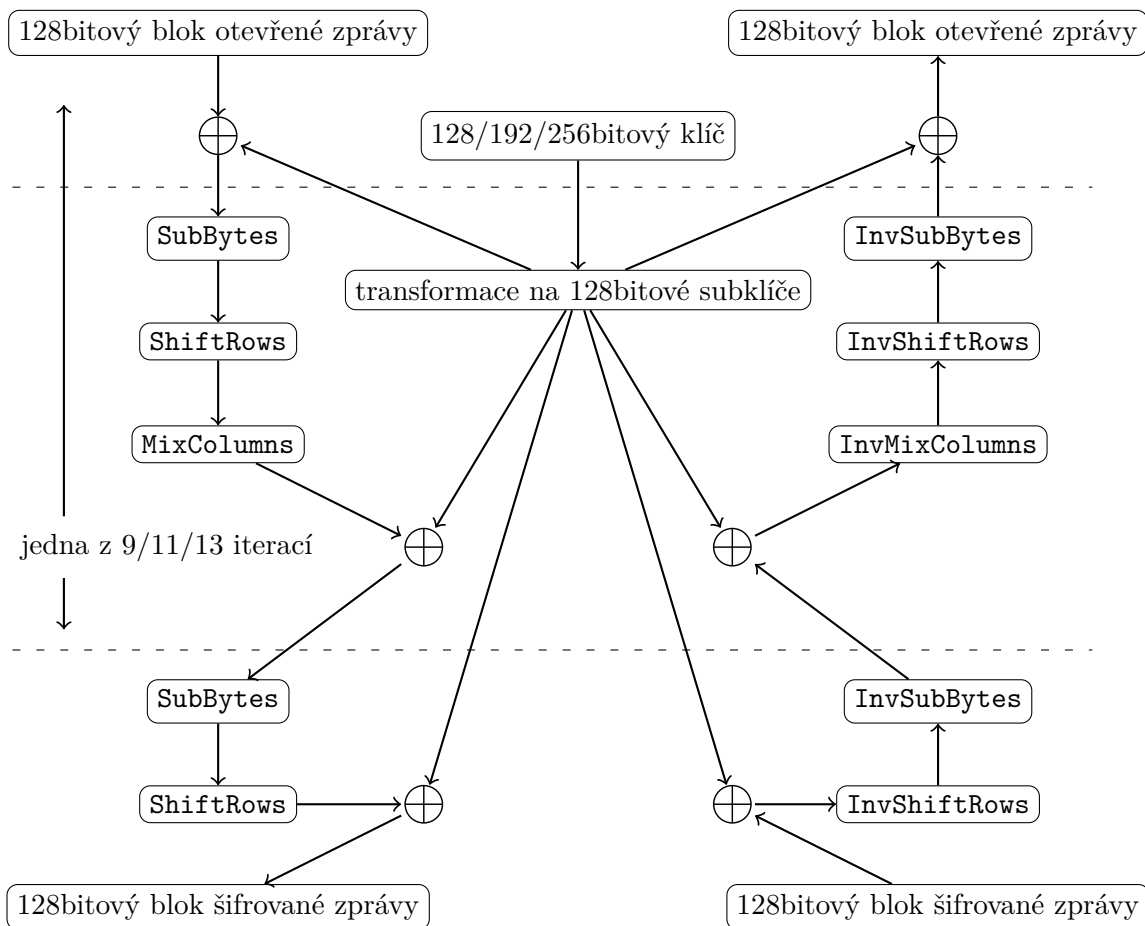 128bitový blok otevřené zprávy
128bitový blok otevřené zprávy
128/192/256bitový klíč
SubBytes
InvSubBytes
transformace na 128bitové subklíče
ShiftRows
InvShiftRows
MixColumns
InvMixColumns
jedna z 9/11/13 iterací
SubBytes
InvSubBytes
ShiftRows
InvShiftRows
128bitový blok šifrované zprávy
128bitový blok šifrované zprávy